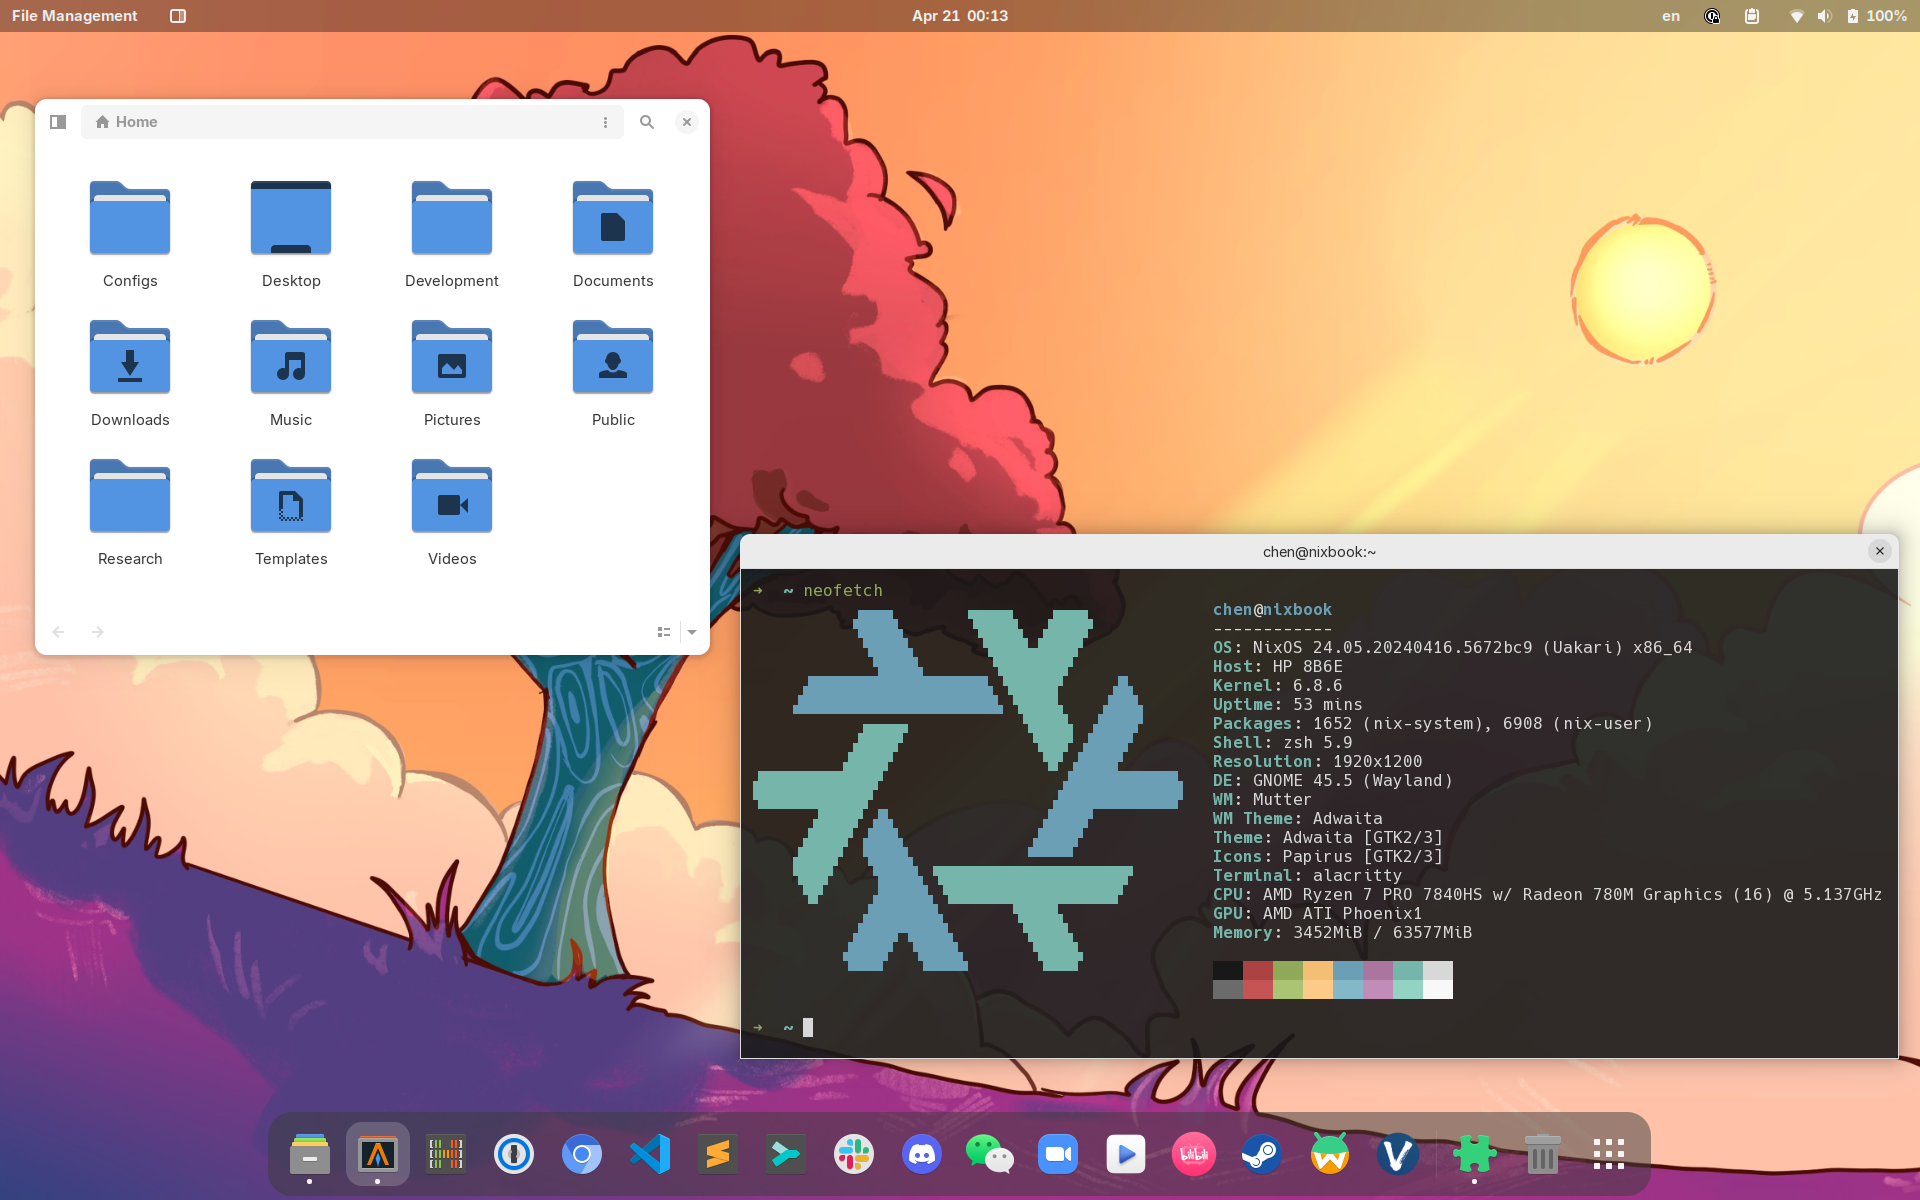 File Management
Apr 21 00:13
en
100%
Home
Configs
Desktop
Development
Documents
Downloads
Music
Pictures
Public
Research
Templates
Videos
chen@nixbook:~
➜ ~ neofetch
chen@nixbook
------------
OS: NixOS 24.05.20240416.5672bc9 (Uakari) x86_64
Host: HP 8B6E
Kernel: 6.8.6
Uptime: 53 mins
Packages: 1652 (nix-system), 6908 (nix-user)
Shell: zsh 5.9
Resolution: 1920x1200
DE: GNOME 45.5 (Wayland)
WM: Mutter
WM Theme: Adwaita
Theme: Adwaita [GTK2/3]
Icons: Papirus [GTK2/3]
Terminal: alacritty
CPU: AMD Ryzen 7 PRO 7840HS w/ Radeon 780M Graphics (16) @ 5.137GHz
GPU: AMD ATI Phoenix1
Memory: 3452MiB / 63577MiB
➜ ~
bilibili